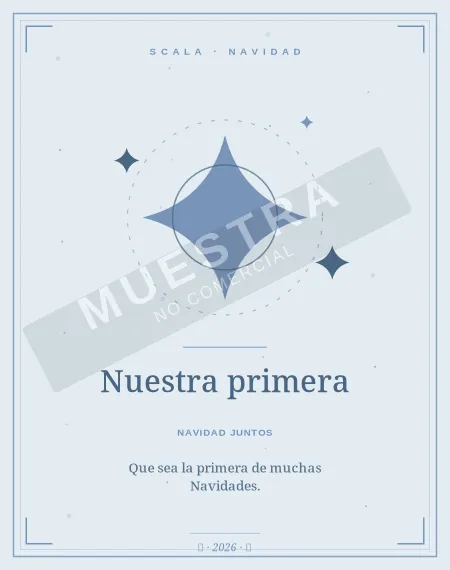 SCALA · NAVIDAD
MUESTRA
NO COMERCIAL
Nuestra primera
NAVIDAD JUNTOS
Que sea la primera de muchas
Navidades.
· 2026 ·